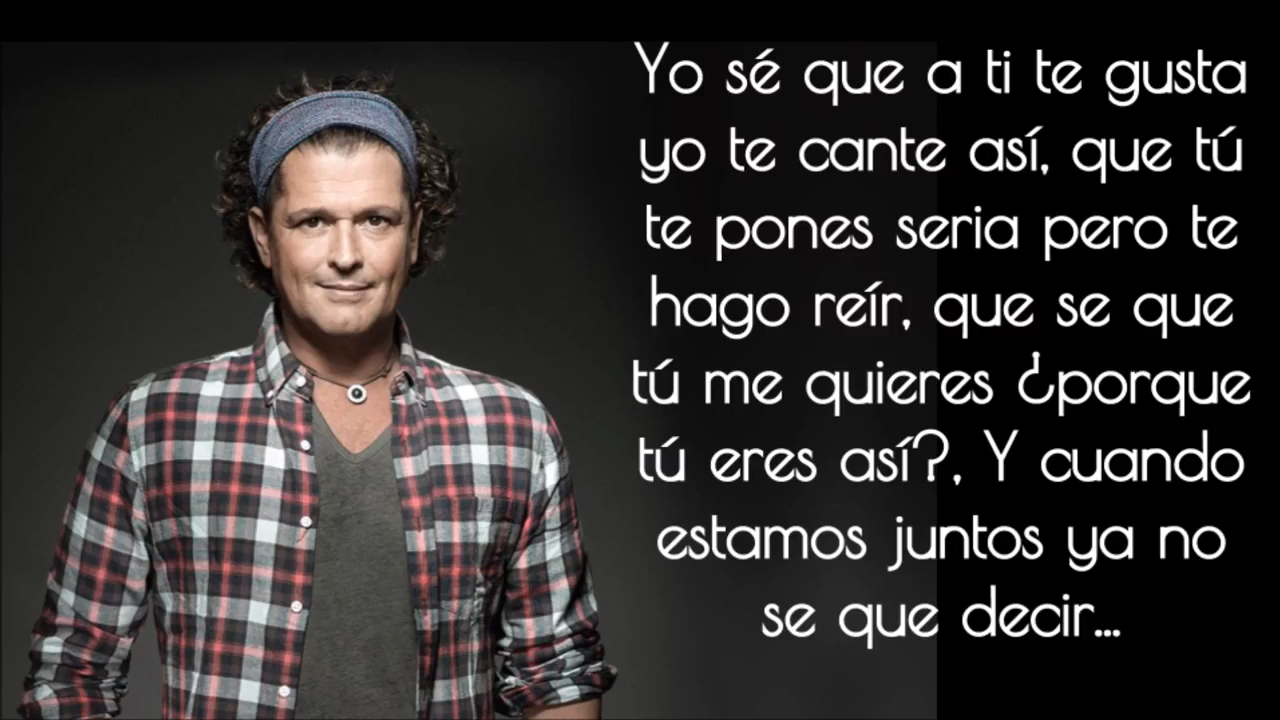 Yo sé que a ti te gusta
yo te cante así, que tú
te pones seria pero te
hago reír, que se que
tú me quieres ¿porque
tú eres así?, Y cuando
estamos juntos ya no
se que decir...